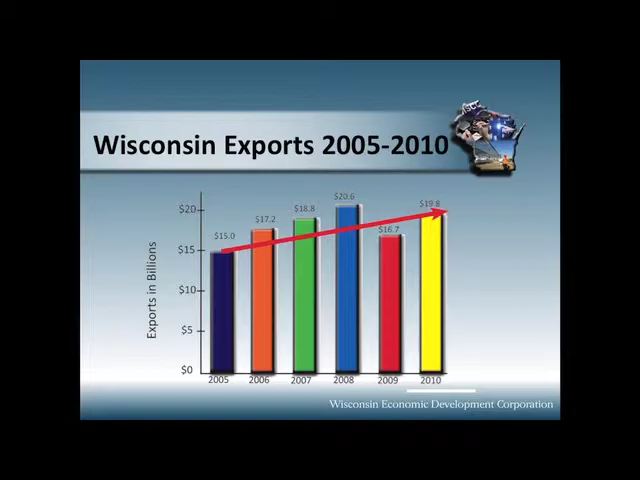 Wisconsin Exports 2005-2010
Exports in Billions
$20
$15
$10
$5
$0
$15.0
$17.2
$18.8
$20.6
$16.7
$19.8
2005 2006 2007 2008 2009 2010
Wisconsin Economic Development Corporation